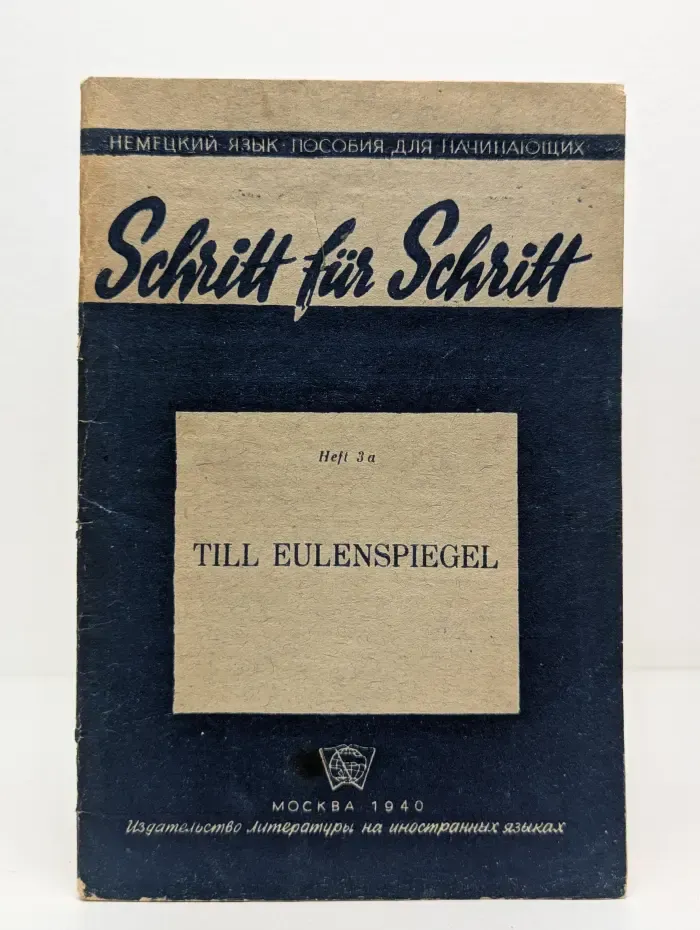 НЕМЕЦКИЙ ЯЗЫК · ПОСОБИЯ ДЛЯ НАЧИНАЮЩИХ
Schritt für Schritt
Heft 3a
TILL EULENSPIEGEL
МОСКВА 1940
Издательство литературы на иностранных языках